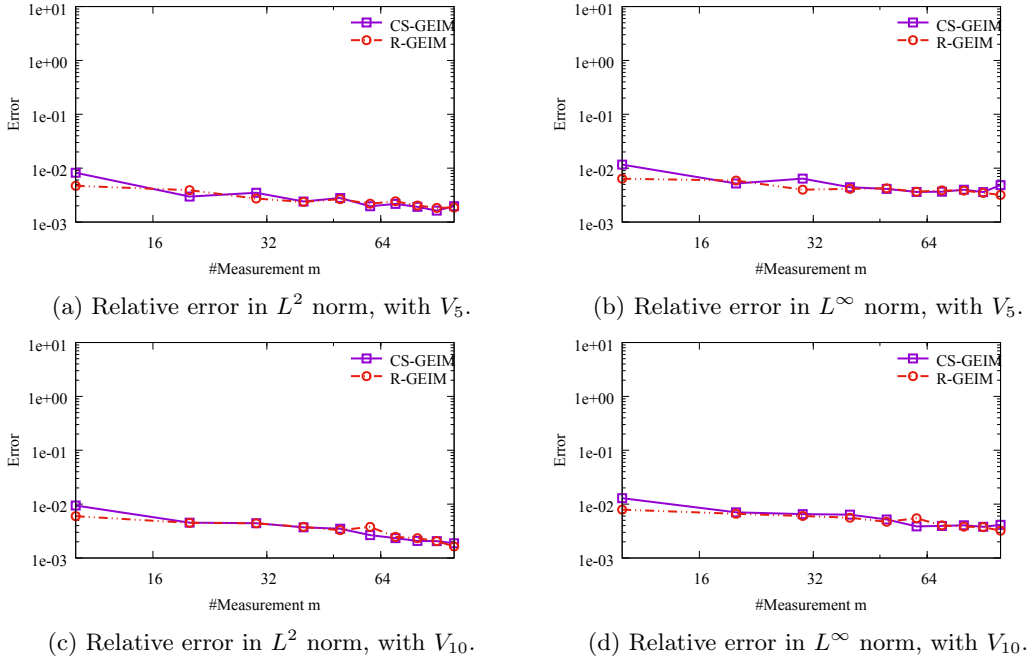 1e+01
CS-GEIM
R-GEIM
1e+00
Error
1e-01
1e-02
1e-03
16 32 64
#Measurement m
(a) Relative error in L² norm, with V₅.
1e+01
CS-GEIM
R-GEIM
1e+00
Error
1e-01
1e-02
1e-03
16 32 64
#Measurement m
(b) Relative error in L∞ norm, with V₅.
1e+01
CS-GEIM
R-GEIM
1e+00
Error
1e-01
1e-02
1e-03
16 32 64
#Measurement m
(c) Relative error in L² norm, with V₁₀.
1e+01
CS-GEIM
R-GEIM
1e+00
Error
1e-01
1e-02
1e-03
16 32 64
#Measurement m
(d) Relative error in L∞ norm, with V₁₀.